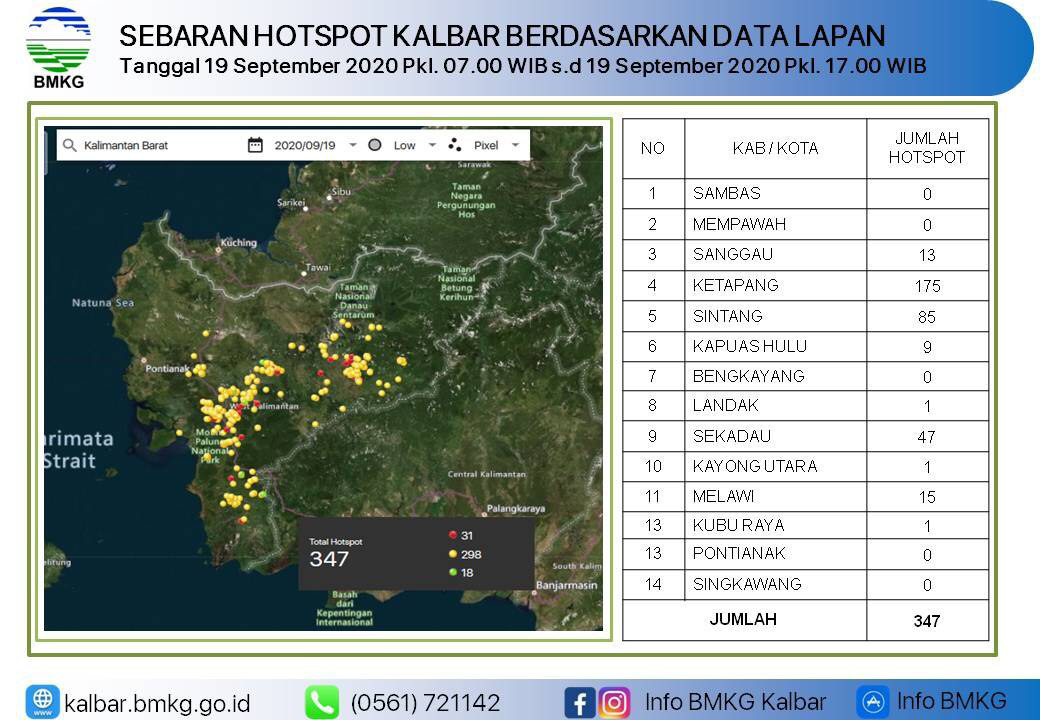 BMKG
SEBARAN HOTSPOT KALBAR BERDASARKAN DATA LAPAN
Tanggal 19 September 2020 Pkl. 07.00 WIB s.d 19 September 2020 Pkl. 17.00 WIB
Kalimantan Barat 2020/09/19 Low Pixel
Sarawak
Sibu
Sarikei
Taman
Negara
Pergunungan
Hos
Kuching
Tawai
Taman
Nasional
Betung
Kerihun
Taman
Nasional
Danau
Sentarum
Natuna Sea
Pontianak
West Kalimantan
National
Park
arimata
Strait
Central Kalimantan
Palangkaraya
elitung
South Kalim
Banjarmasin
Basah
dari
Kepentingan
Internasional
Total Hotspot
347
31
298
18
NO KAB / KOTA JUMLAH HOTSPOT
1 SAMBAS 0
2 MEMPAWAH 0
3 SANGGAU 13
4 KETAPANG 175
5 SINTANG 85
6 KAPUAS HULU 9
7 BENGKAYANG 0
8 LANDAK 1
9 SEKADAU 47
10 KAYONG UTARA 1
11 MELAWI 15
13 KUBU RAYA 1
13 PONTIANAK 0
14 SINGKAWANG 0
JUMLAH 347
kalbar.bmkg.go.id (0561) 721142 Info BMKG Kalbar Info BMKG